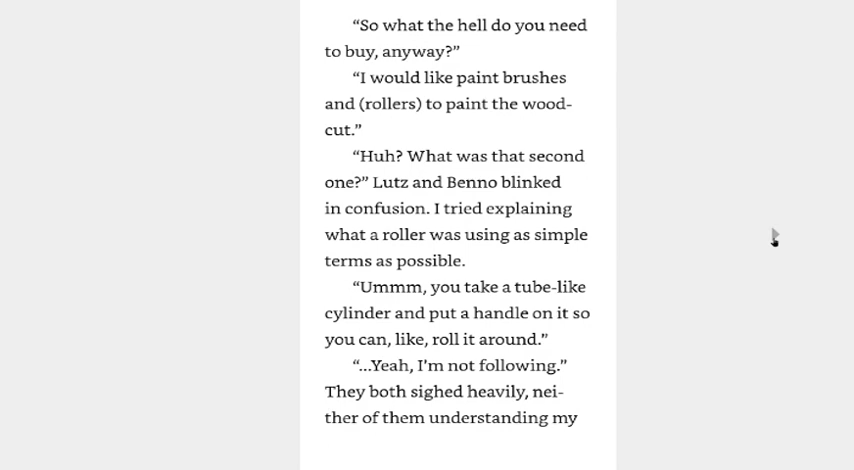 “So what the hell do you need
to buy, anyway?”
“I would like paint brushes
and (rollers) to paint the wood-
cut.”
“Huh? What was that second
one?” Lutz and Benno blinked
in confusion. I tried explaining
what a roller was using as simple
terms as possible.
“Ummm, you take a tube-like
cylinder and put a handle on it so
you can, like, roll it around.”
“...Yeah, I’m not following.”
They both sighed heavily, nei-
ther of them understanding my